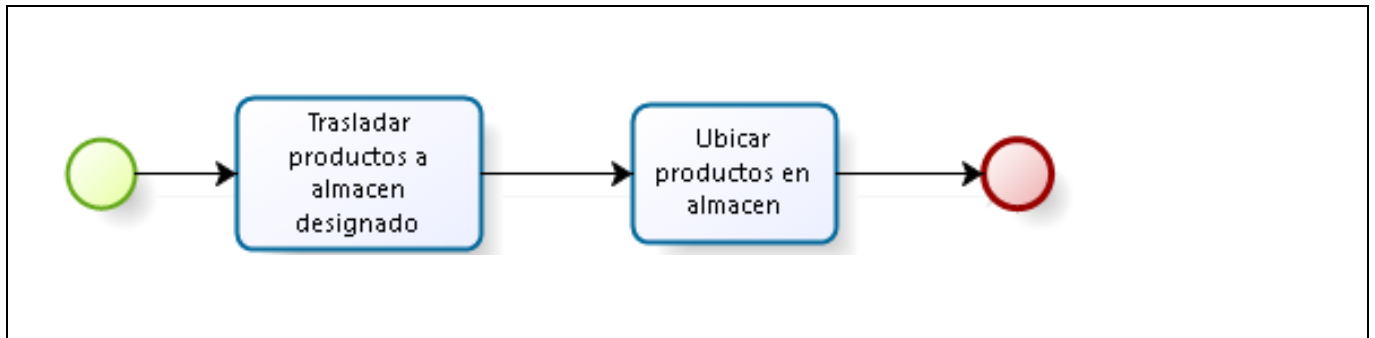 Trasladar
productos a
almacen
designado
Ubicar
productos en
almacen